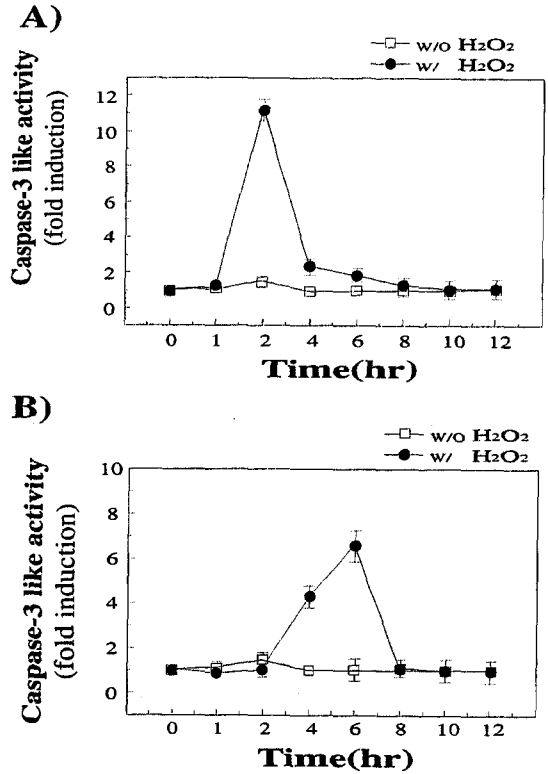 A)
w/o H₂O₂
w/ H₂O₂
Caspase-3 like activity
(fold induction)
12
10
8
6
4
2
0
0 1 2 4 6 8 10 12
Time(hr)
B)
w/o H₂O₂
w/ H₂O₂
Caspase-3 like activity
(fold induction)
10
8
6
4
2
0
0 1 2 4 6 8 10 12
Time(hr)